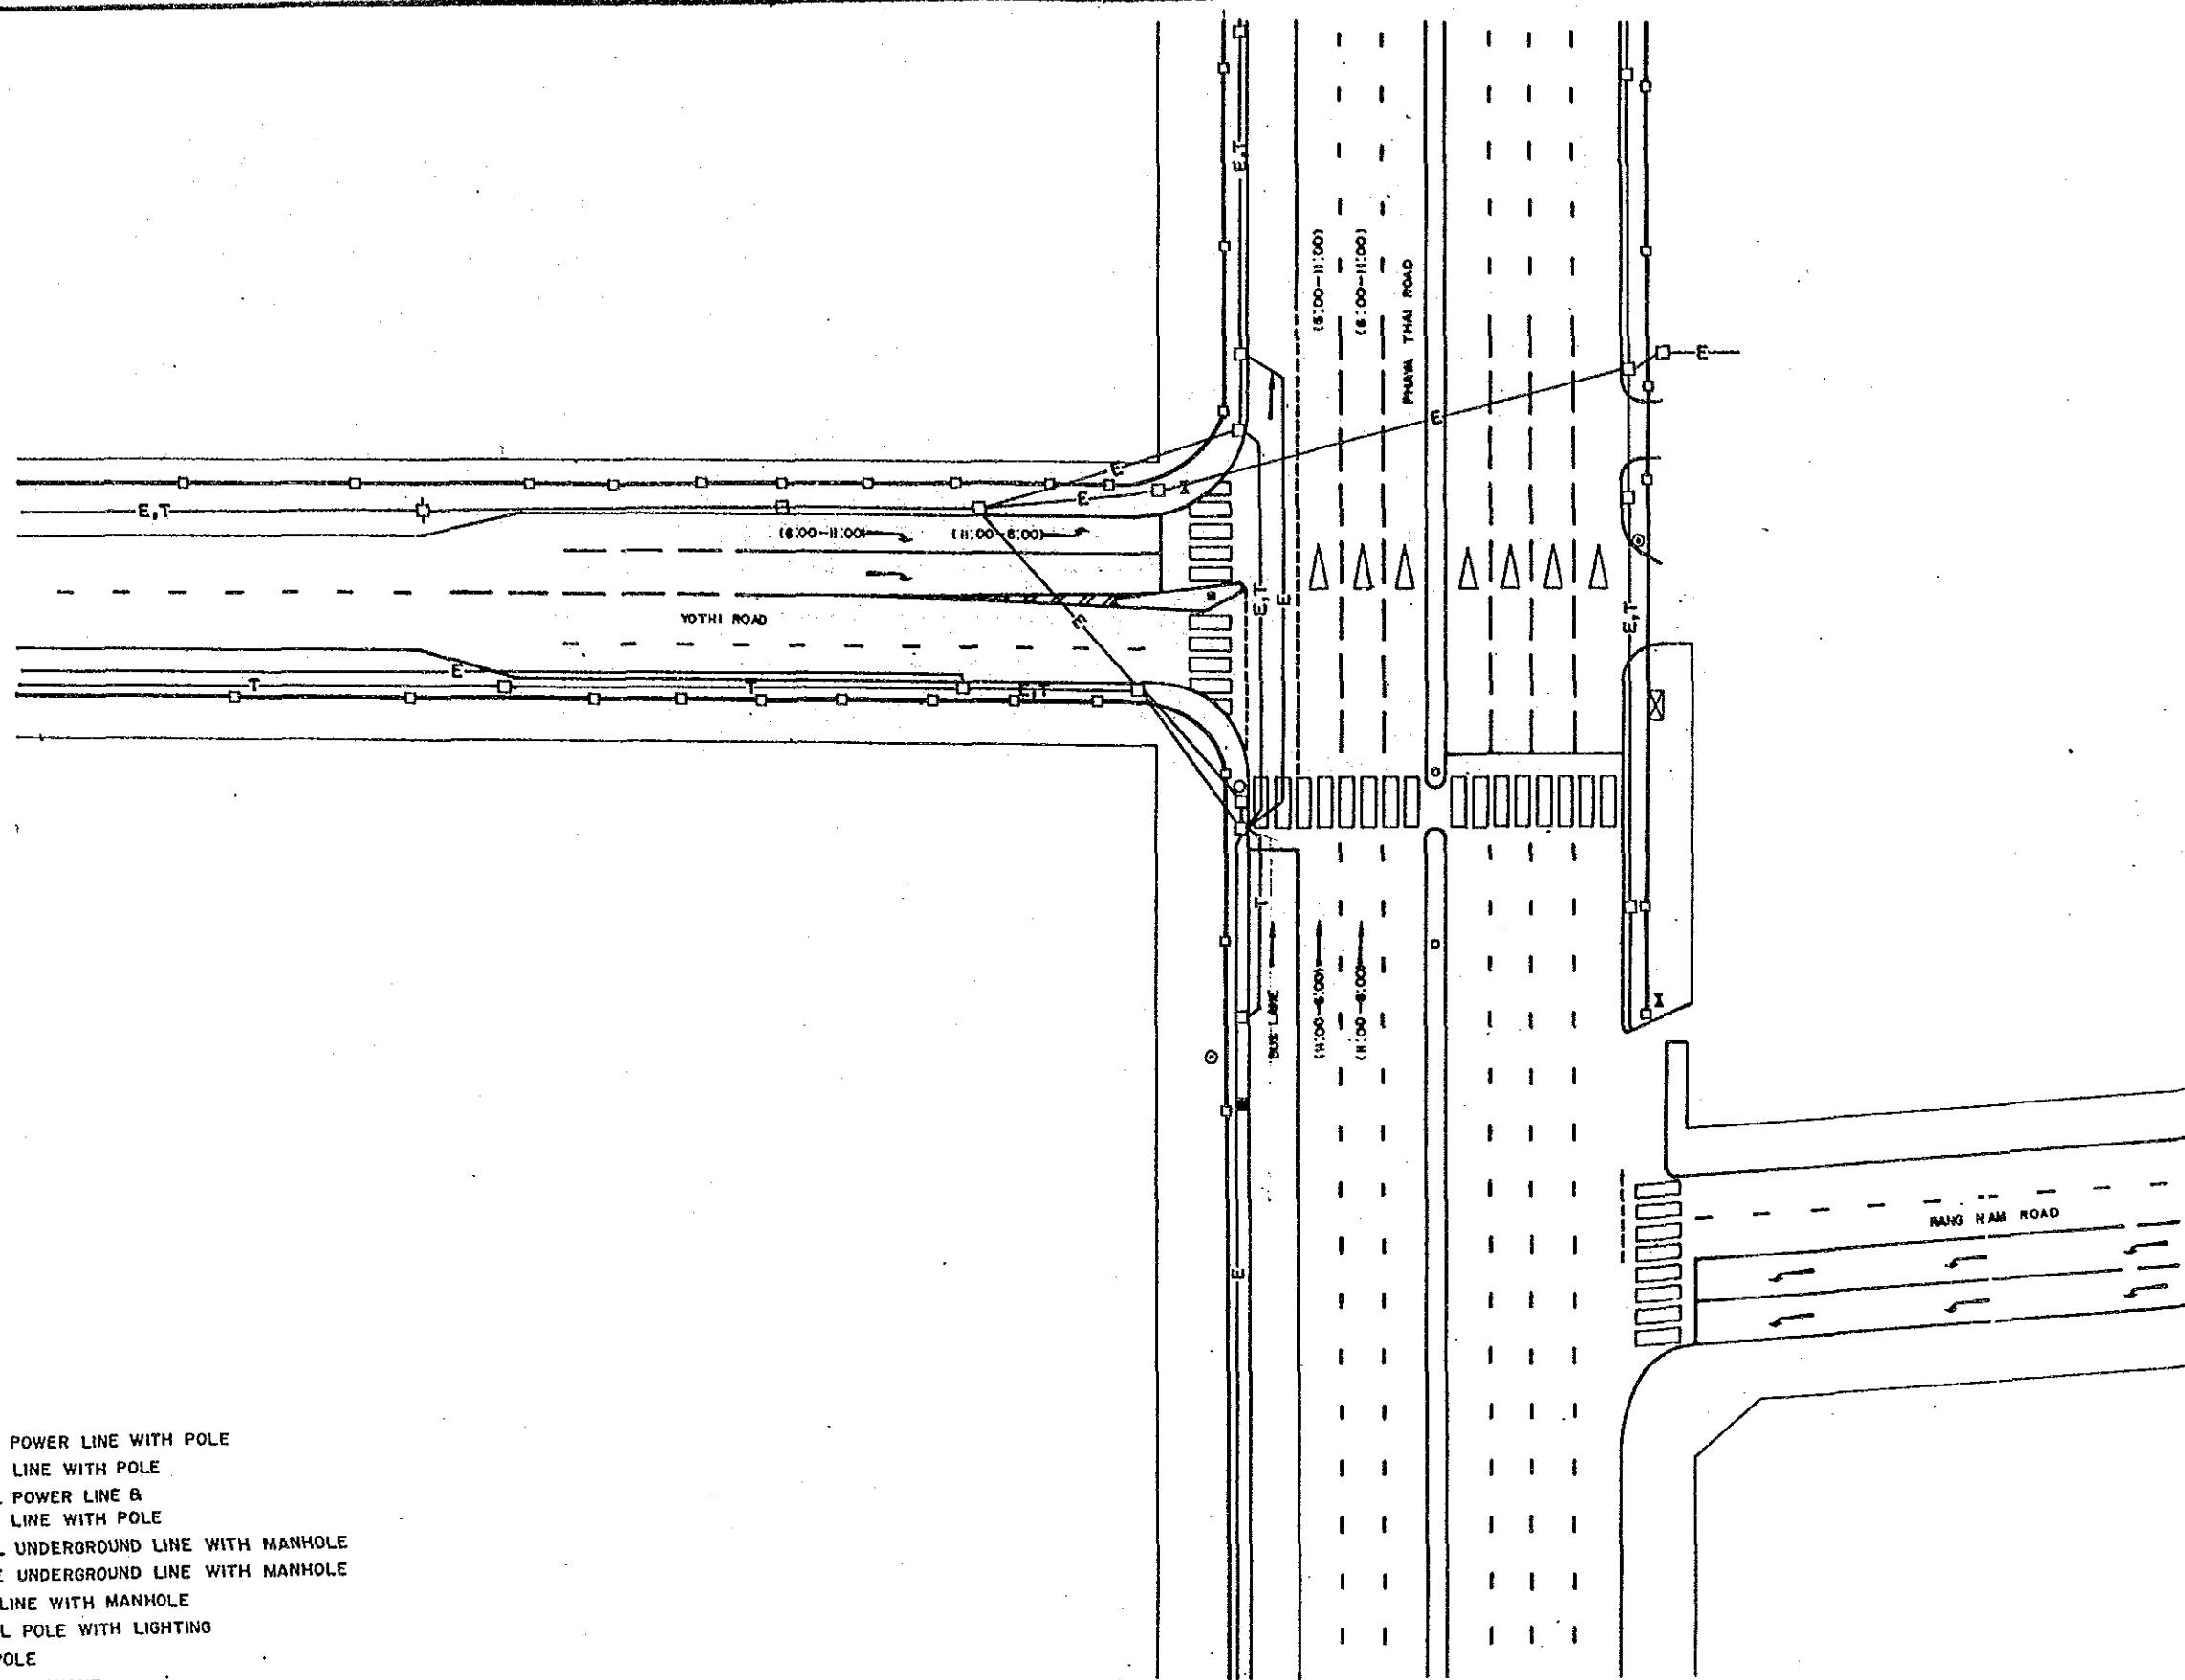 E,T
(6:00-11:00)
(6:00-11:00)
PHAYA THAI ROAD
E
E
E
E
E,T
E
(6:00-11:00)
(11:00-6:00)
E,T
E
E,T
YOTHI ROAD
E
E
T
T
E,T
T
BUS LANE
(11:00-6:00)
(11:00-6:00)
E
RANG NAM ROAD
POWER LINE WITH POLE
LINE WITH POLE
POWER LINE &
LINE WITH POLE
UNDERGROUND LINE WITH MANHOLE
UNDERGROUND LINE WITH MANHOLE
LINE WITH MANHOLE
POLE WITH LIGHTING
POLE